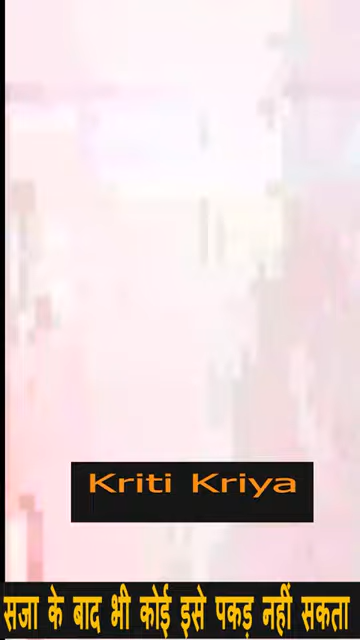 Kriti Kriya
सजा के बाद भी कोई इसे पकड़ नहीं सकता